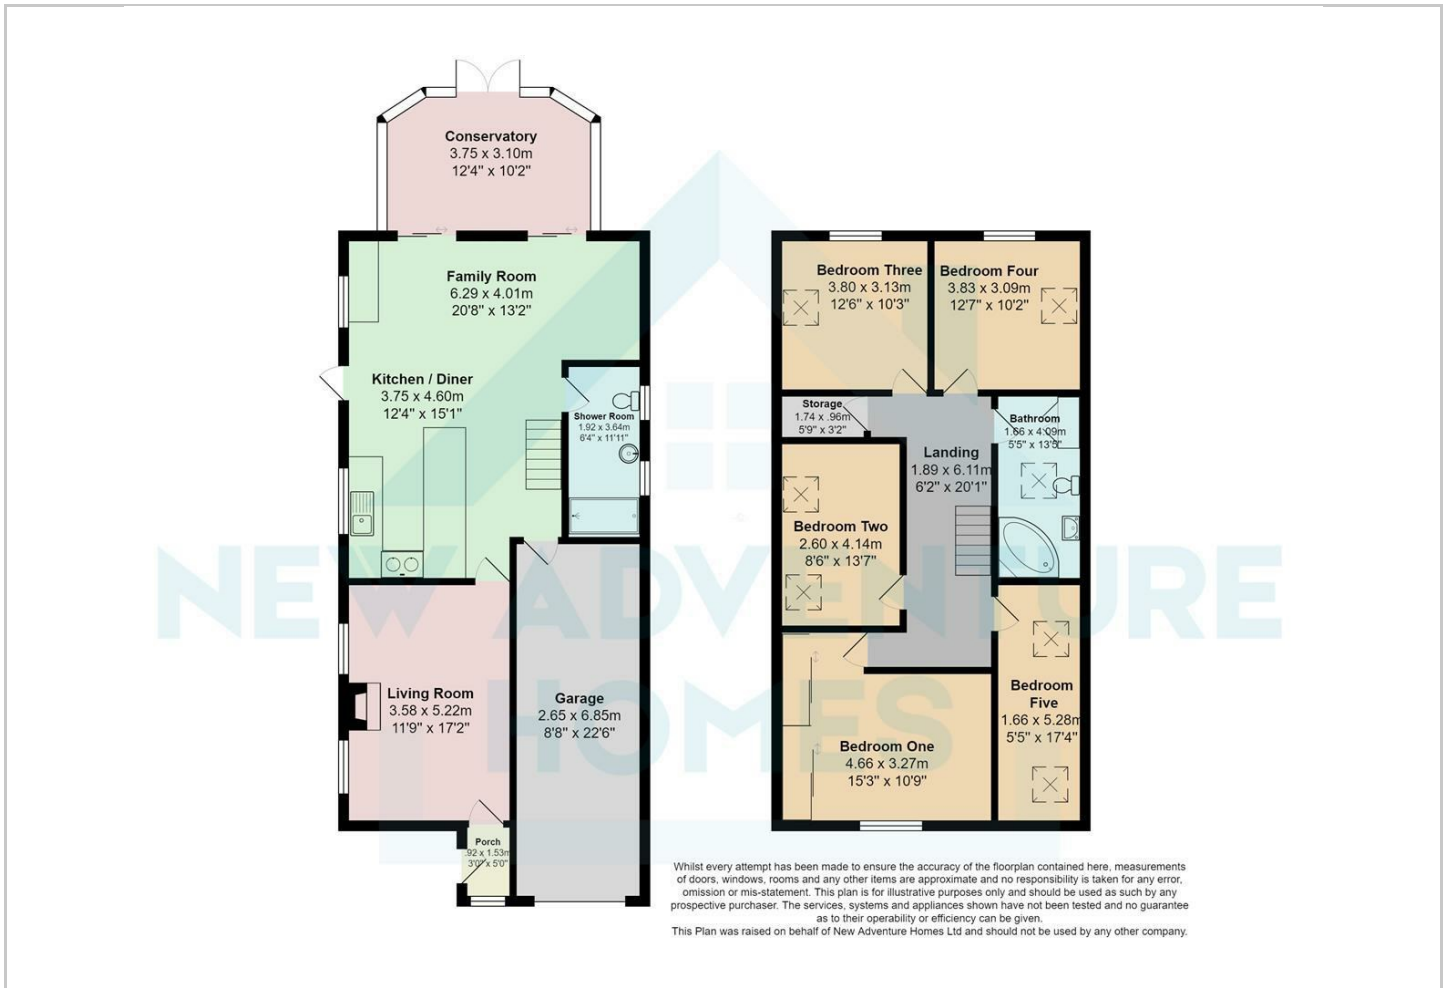 Conservatory
3.75 x 3.10m
12'4" x 10'2"
Family Room
6.29 x 4.01m
20'8" x 13'2"
Kitchen / Diner
3.75 x 4.60m
12'4" x 15'1"
Shower Room
1.92 x 3.64m
6'4" x 11'11"
Living Room
3.58 x 5.22m
11'9" x 17'2"
Garage
2.65 x 6.85m
8'8" x 22'6"
Porch
.92 x 1.53m
3'0" x 5'0"
Bedroom Three
3.80 x 3.13m
12'6" x 10'3"
Bedroom Four
3.83 x 3.09m
12'7" x 10'2"
Storage
1.74 x .96m
5'9" x 3'2"
Bathroom
1.66 x 4.09m
5'5" x 13'5"
Landing
1.89 x 6.11m
6'2" x 20'1"
Bedroom Two
2.60 x 4.14m
8'6" x 13'7"
Bedroom
Five
1.66 x 5.28m
5'5" x 17'4"
Bedroom One
4.66 x 3.27m
15'3" x 10'9"
NEW ADVENTURE
HOMES
Whilst every attempt has been made to ensure the accuracy of the floorplan contained here, measurements
of doors, windows, rooms and any other items are approximate and no responsibility is taken for any error,
omission or mis-statement. This plan is for illustrative purposes only and should be used as such by any
prospective purchaser. The services, systems and appliances shown have not been tested and no guarantee
as to their operability or efficiency can be given.
This Plan was raised on behalf of New Adventure Homes Ltd and should not be used by any other company.